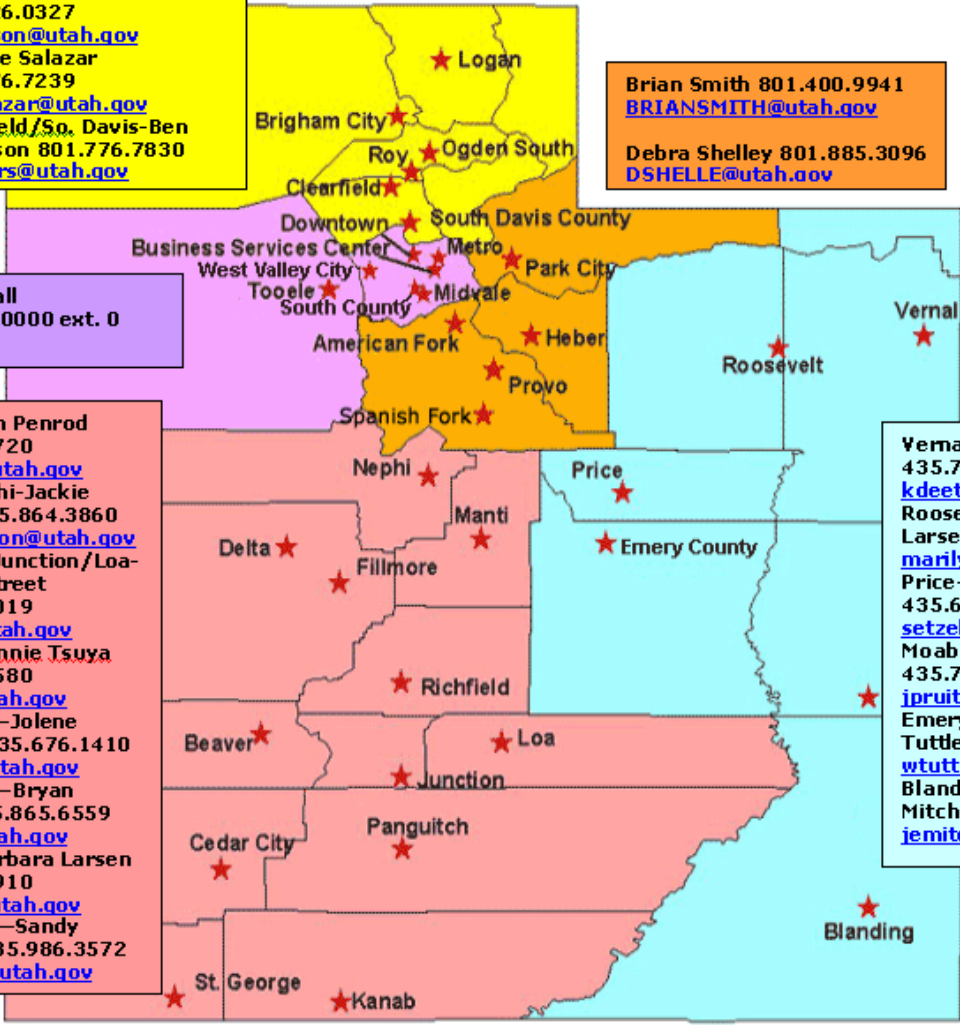 6.0327
on@utah.gov
e Salazar
6.7239
azar@utah.gov
eld/So. Davis-Ben
son 801.776.7830
rs@utah.gov
Brian Smith 801.400.9941
BRIANSMITH@utah.gov
Debra Shelley 801.885.3096
DSHELLE@utah.gov
Logan
Brigham City
Roy
Ogden South
Clearfield
Downtown
South Davis County
Business Services Center
Metro
West Valley City
Park City
Tooele
Midvale
South County
American Fork
Heber
Provo
Spanish Fork
Roosevelt
Vernal
all
0000 ext. 0
n Penrod
720
utah.gov
hi-Jackie
5.864.3860
on@utah.gov
Junction/Loa-
treet
019
tah.gov
nnie Tsuya
580
ah.gov
–Jolene
35.676.1410
tah.gov
–Bryan
5.865.6559
ah.gov
rbara Larsen
910
utah.gov
–Sandy
35.986.3572
utah.gov
Nephi
Manti
Price
Delta
Fillmore
Emery County
Richfield
Beaver
Loa
Junction
Cedar City
Panguitch
St. George
Kanab
Blanding
Verna
435.7
kdeet
Roose
Larse
marily
Price-
435.6
setzel
Moab
435.7
jpruit
Emery
Tuttle
wtutt
Bland
Mitch
jemit